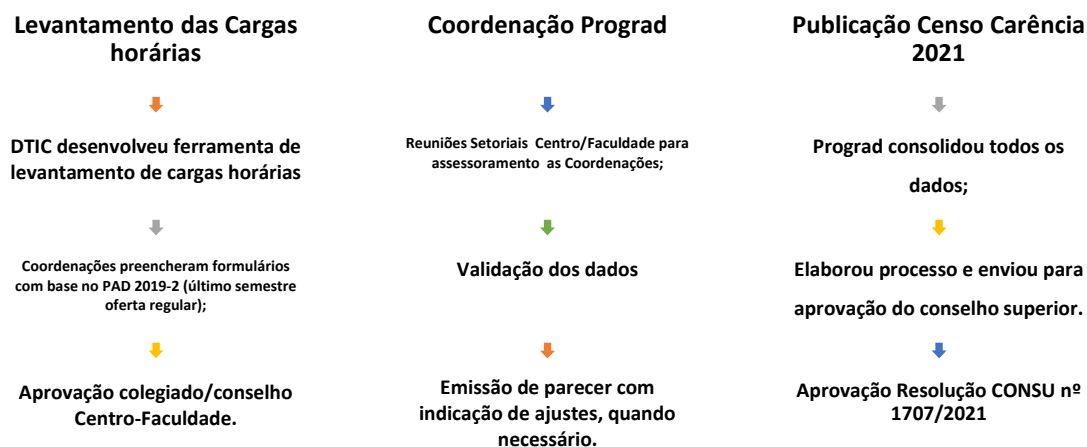 Levantamento das Cargas
horárias
DTIC desenvolveu ferramenta de
levantamento de cargas horárias
Coordenações preencheram formulários
com base no PAD 2019-2 (último semestre
oferta regular);
Aprovação colegiado/conselho
Centro-Faculdade.
Coordenação Prograd
Reuniões Setoriais Centro/Faculdade para
assessoramento as Coordenações;
Validação dos dados
Emissão de parecer com
indicação de ajustes, quando
necessário.
Publicação Censo Carência
2021
Prograd consolidou todos os
dados;
Elaborou processo e enviou para
aprovação do conselho superior.
Aprovação Resolução CONSU nº
1707/2021